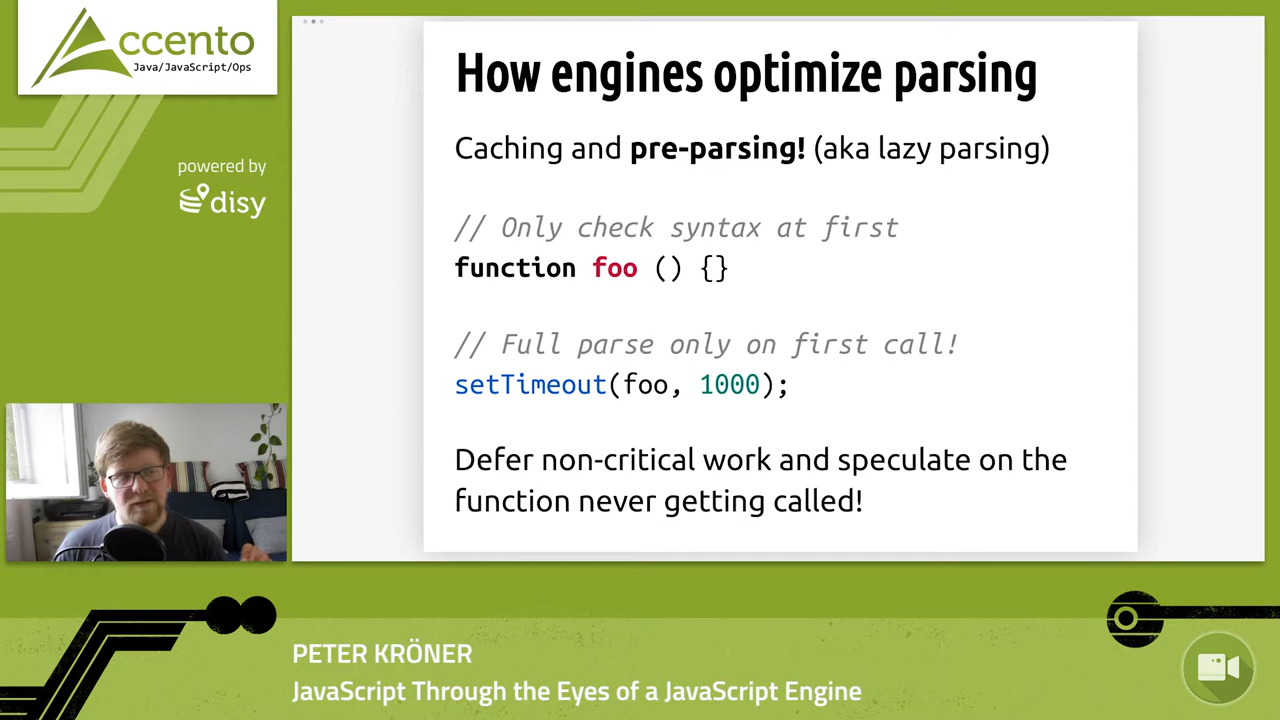 Accento
Java/JavaScript/Ops
powered by
disy
How engines optimize parsing
Caching and pre-parsing! (aka lazy parsing)
// Only check syntax at first
function foo () {}
// Full parse only on first call!
setTimeout(foo, 1000);
Defer non-critical work and speculate on the
function never getting called!
PETER KRÖNER
JavaScript Through the Eyes of a JavaScript Engine